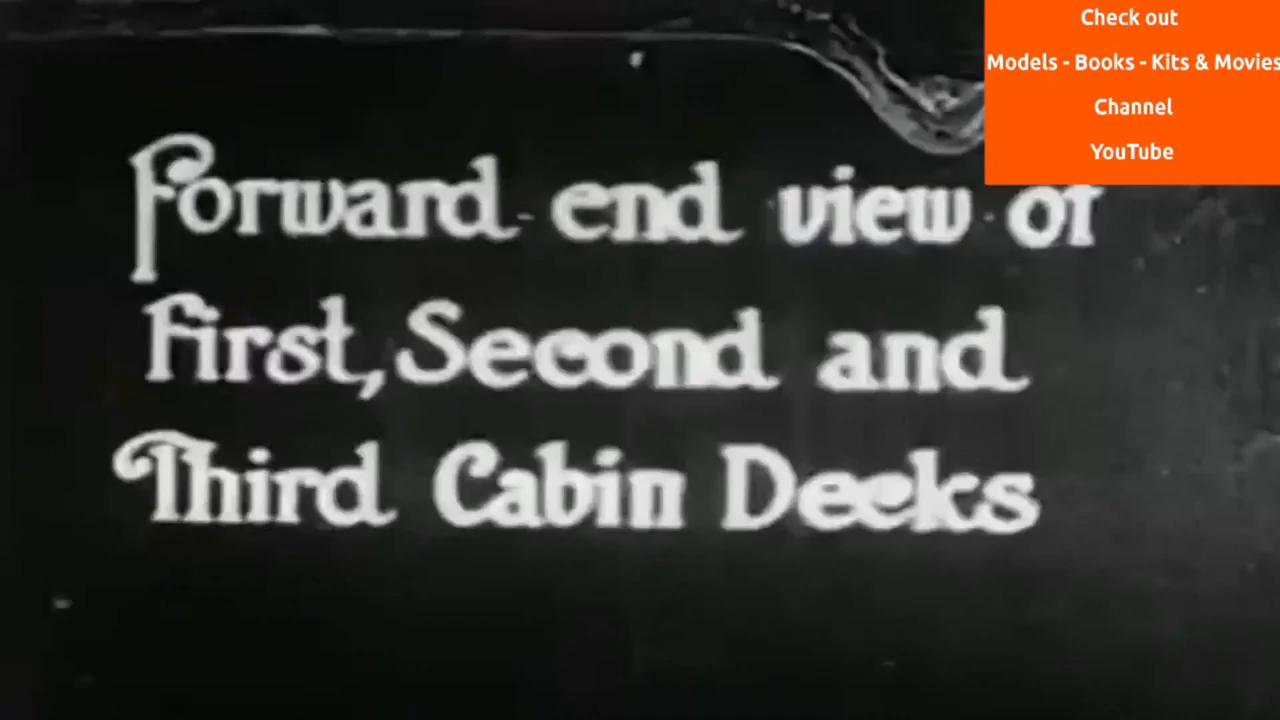 Check out
Models - Books - Kits & Movies
Channel
YouTube
Forward end view of
First, Second and
Third Cabin Decks